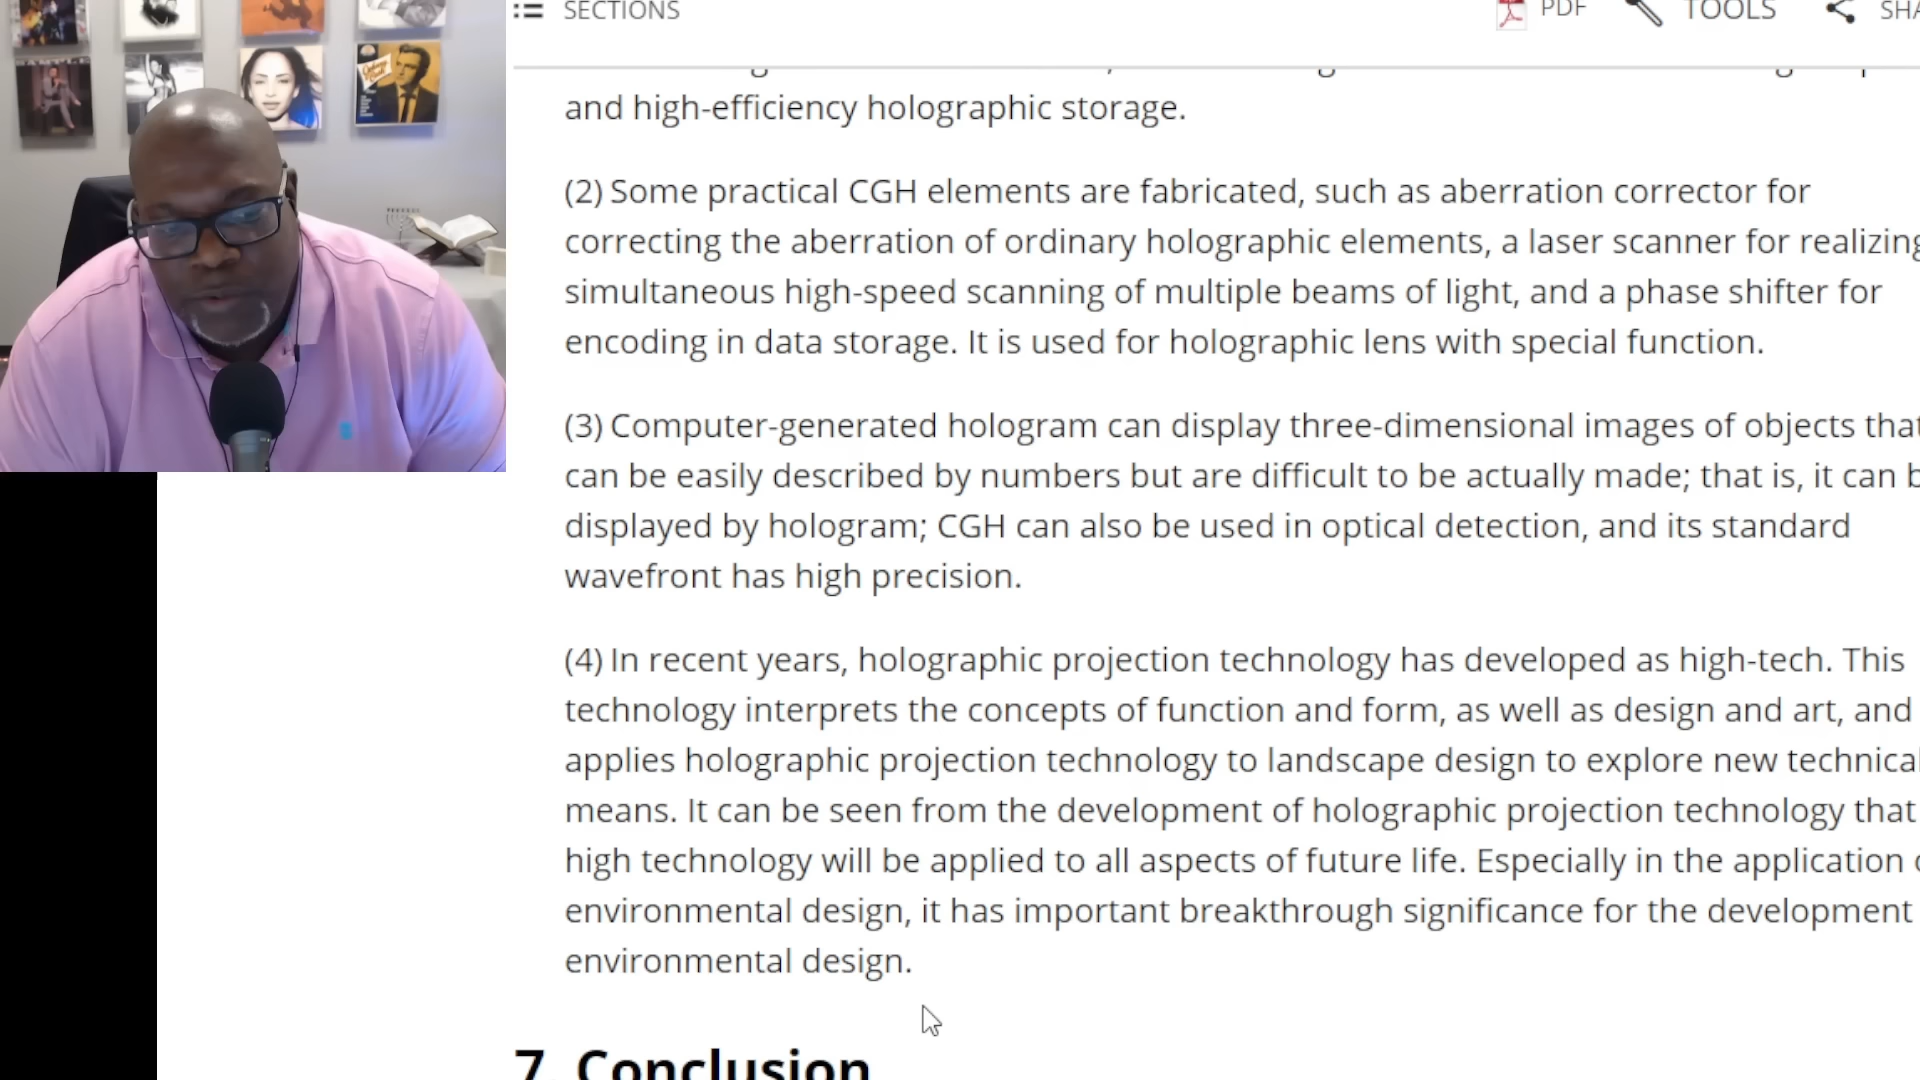 SECTIONS
PDF
TOOLS
and high-efficiency holographic storage.
(2) Some practical CGH elements are fabricated, such as aberration corrector for
correcting the aberration of ordinary holographic elements, a laser scanner for realizing
simultaneous high-speed scanning of multiple beams of light, and a phase shifter for
encoding in data storage. It is used for holographic lens with special function.
(3) Computer-generated hologram can display three-dimensional images of objects that
can be easily described by numbers but are difficult to be actually made; that is, it can
displayed by hologram; CGH can also be used in optical detection, and its standard
wavefront has high precision.
(4) In recent years, holographic projection technology has developed as high-tech. This
technology interprets the concepts of function and form, as well as design and art, and
applies holographic projection technology to landscape design to explore new technical
means. It can be seen from the development of holographic projection technology that
high technology will be applied to all aspects of future life. Especially in the application
environmental design, it has important breakthrough significance for the development
environmental design.
7. Conclusion